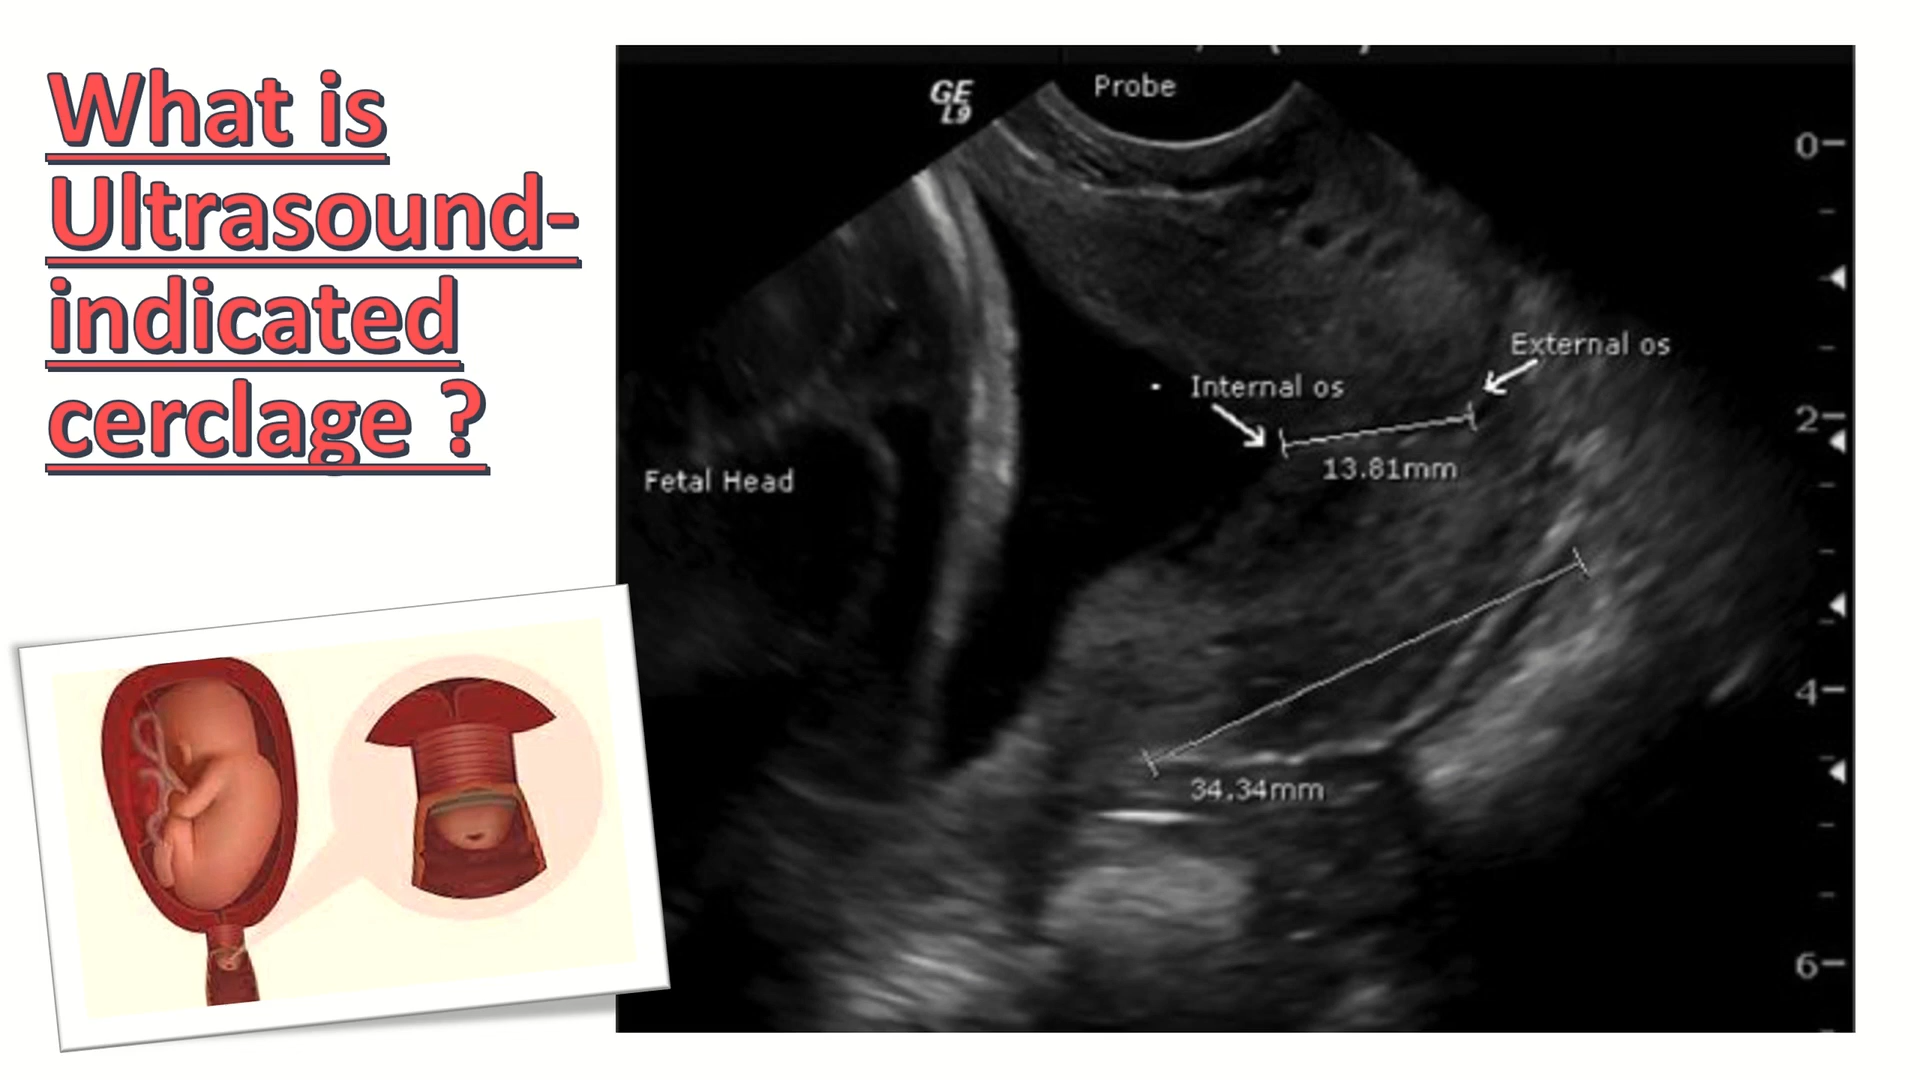 What is
Ultrasound-
indicated
cerclage ?
GE
L9
Probe
0
External os
Internal os
2
13.81mm
Fetal Head
4
34.34mm
6